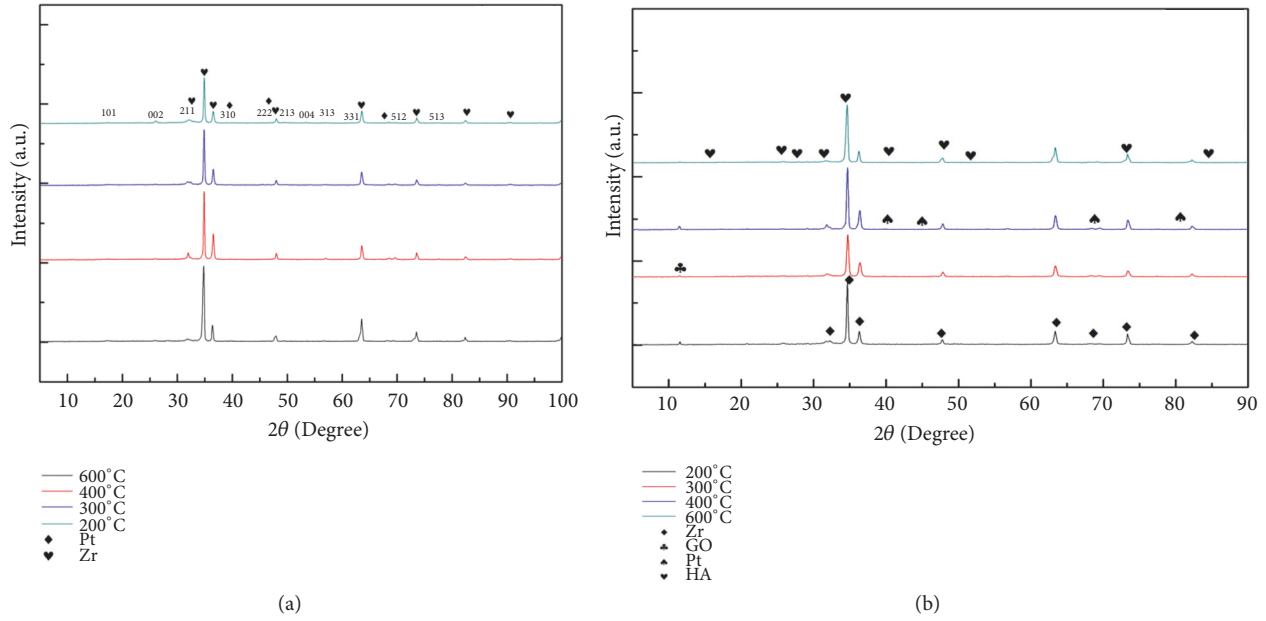 Intensity (a.u.)
101 002 211 310 222 213 004 313 331 512 513
10 20 30 40 50 60 70 80 90 100
2θ (Degree)
600°C
400°C
300°C
200°C
Pt
Zr
(a)
Intensity (a.u.)
10 20 30 40 50 60 70 80 90
2θ (Degree)
200°C
300°C
400°C
600°C
Zr
GO
Pt
HA
(b)